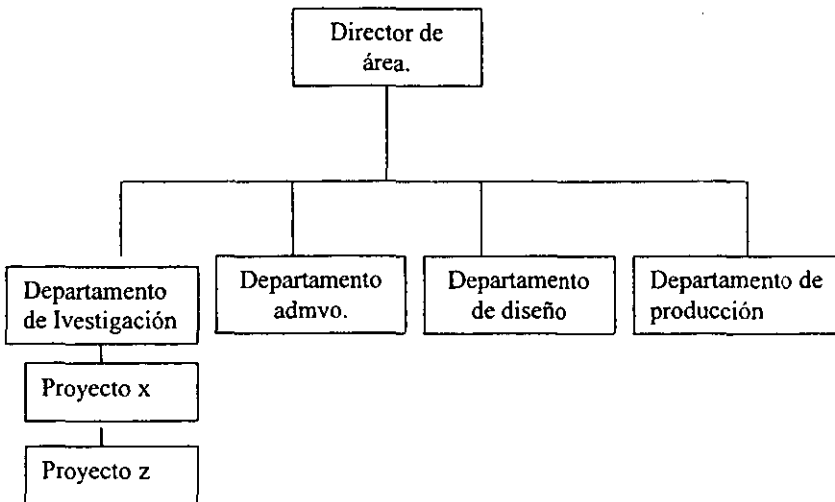 Director de
área.
Departamento
de Ivestigación
Departamento
admvo.
Departamento
de diseño
Departamento de
producción
Proyecto x
Proyecto z